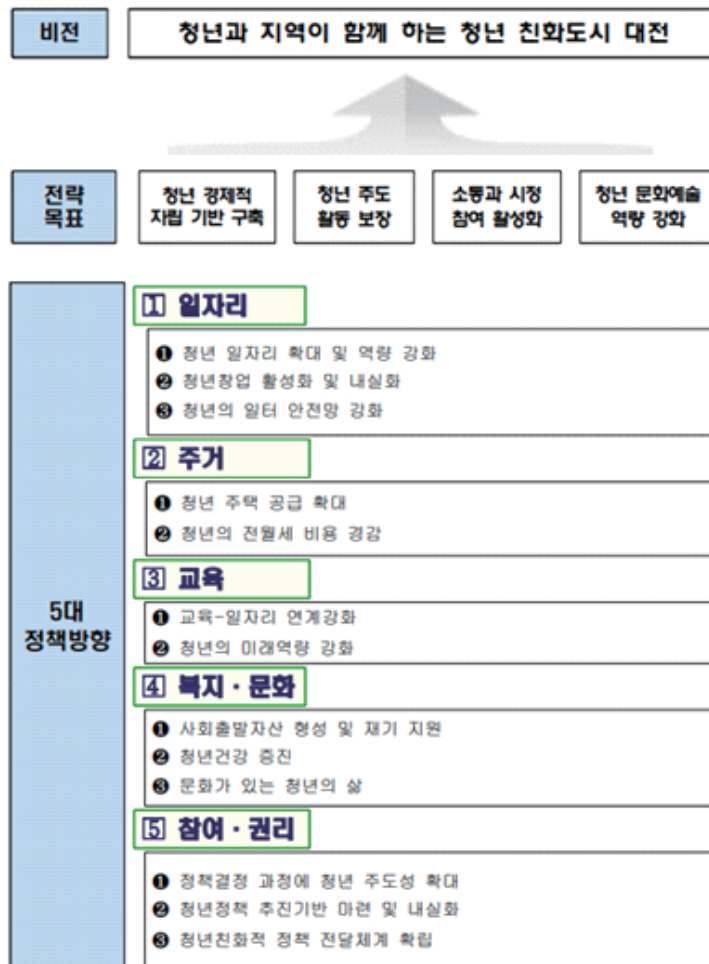 비전
청년과 지역이 함께 하는 청년 친화도시 대전
전략
목표
청년 경제적
자립 기반 구축
청년 주도
활동 보장
소통과 시정
참여 활성화
청년 문화예술
역량 강화
5대
정책방향
1 일자리
❶ 청년 일자리 확대 및 역량 강화
❷ 청년창업 활성화 및 내실화
❸ 청년의 일터 안전망 강화
2 주거
❶ 청년 주택 공급 확대
❷ 청년의 전월세 비용 경감
3 교육
❶ 교육-일자리 연계강화
❷ 청년의 미래역량 강화
4 복지·문화
❶ 사회출발자산 형성 및 재기 지원
❷ 청년건강 증진
❸ 문화가 있는 청년의 삶
5 참여·권리
❶ 정책결정 과정에 청년 주도성 확대
❷ 청년정책 추진기반 마련 및 내실화
❸ 청년친화적 정책 전달체계 확립